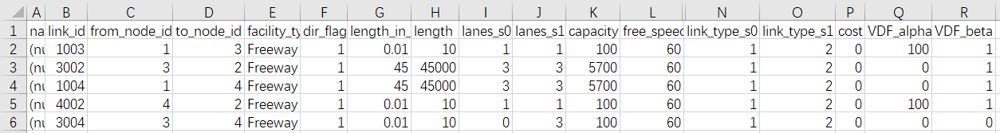 A B C D E F G H I J K L N O P Q R
1 na link_id from_node_id to_node_id facility_ty dir_flag length_in_ length lanes_s0 lanes_s1 capacity free_speed link_type_s0 link_type_s1 cost VDF_alpha VDF_beta
2 (nu 1003 1 3 Freeway 1 0.01 10 1 1 100 60 1 2 0 100 1
3 (nu 3002 3 2 Freeway 1 45 45000 3 3 5700 60 1 2 0 0 1
4 (nu 1004 1 4 Freeway 1 45 45000 3 3 5700 60 1 2 0 0 1
5 (nu 4002 4 2 Freeway 1 0.01 10 1 1 100 60 1 2 0 100 1
6 (nu 3004 3 4 Freeway 1 0.01 10 0 3 100 60 1 2 0 0 0